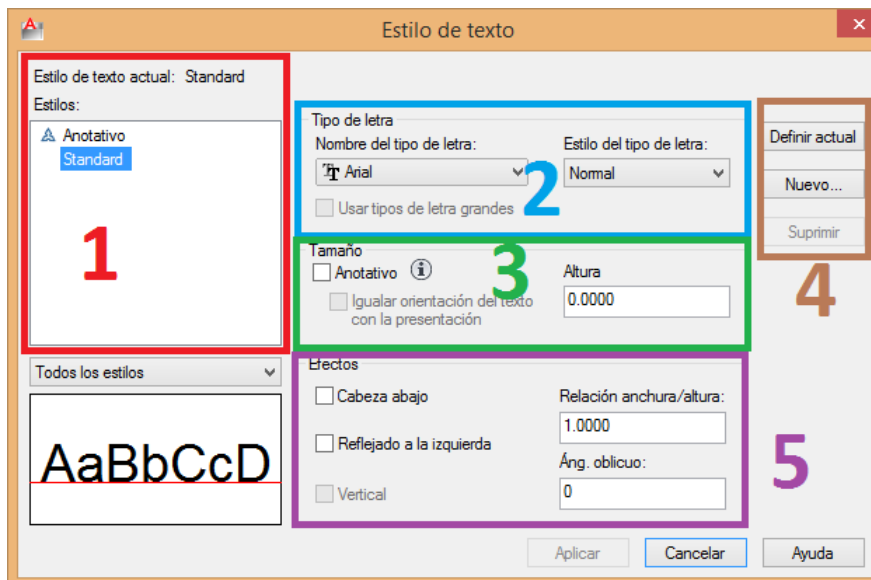 Estilo de texto
Estilo de texto actual: Standard
Estilos:
Anotativo
Standard
1
Todos los estilos
AaBbCcD
Tipo de letra
Nombre del tipo de letra:
Estilo del tipo de letra:
Arial
Normal
Usar tipos de letra grandes
2
Tamaño
Anotativo
3
Altura
Igualar orientación del texto
con la presentación
0.0000
Efectos
Cabeza abajo
Relación anchura/altura:
1.0000
Reflejado a la izquierda
Áng. oblicuo:
Vertical
0
5
Definir actual
Nuevo...
Suprimir
4
Aplicar
Cancelar
Ayuda